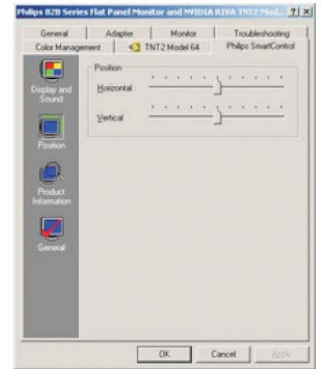 Philips B2B Series Flat Panel Monitor and NVIDIA RIVA TNT2 Mod... ? X
General Adapter Monitor Troubleshooting
Color Management TNT2 Model 64 Philips SmartControl
Display and
Sound
Position
Product
Information
General
Position
Horizontal
Vertical
OK Cancel Apply